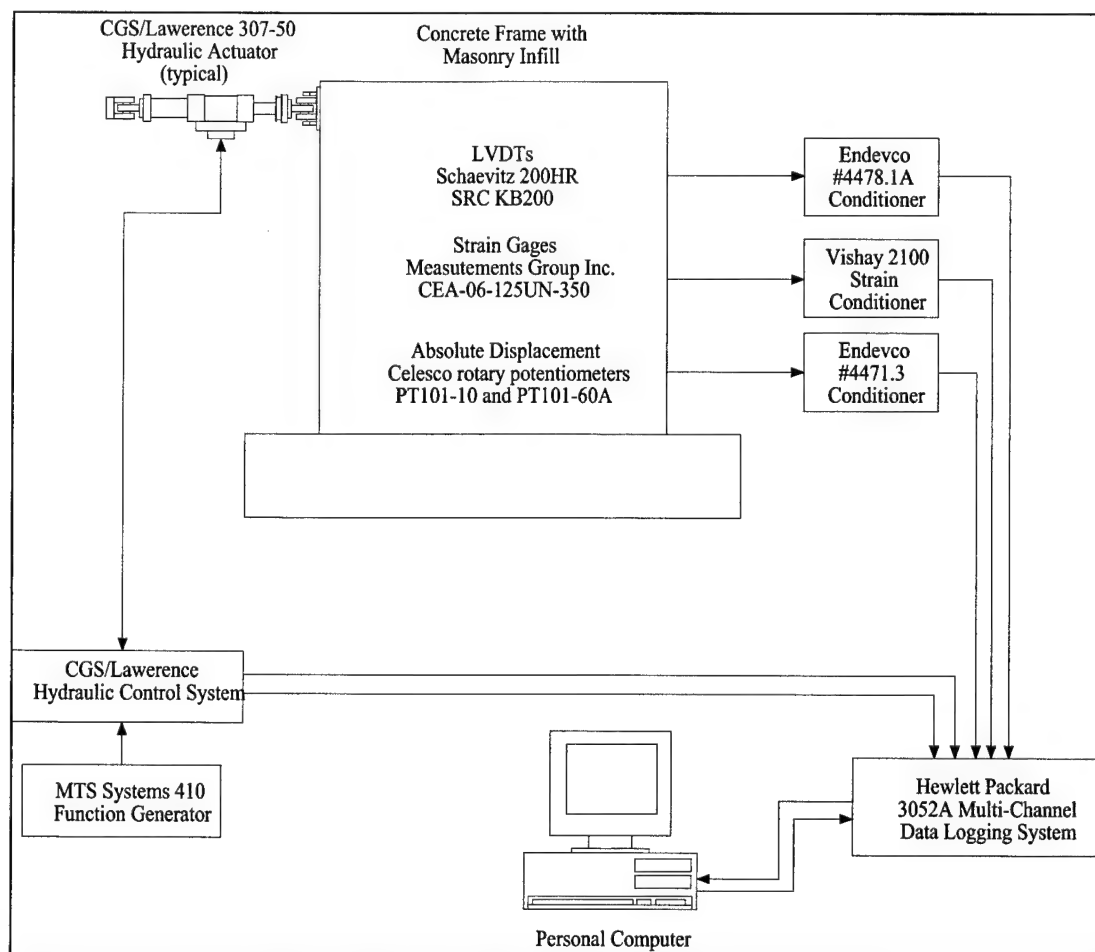 CGS/Lawerence 307-50
Hydraulic Actuator
(typical)
Concrete Frame with
Masonry Infill
LVDTs
Schaevitz 200HR
SRC KB200
Strain Gages
Measutements Group Inc.
CEA-06-125UN-350
Absolute Displacement
Celesco rotary potentiometers
PT101-10 and PT101-60A
Endevco
#4478.1A
Conditioner
Vishay 2100
Strain
Conditioner
Endevco
#4471.3
Conditioner
CGS/Lawerence
Hydraulic Control System
MTS Systems 410
Function Generator
Hewlett Packard
3052A Multi-Channel
Data Logging System
Personal Computer